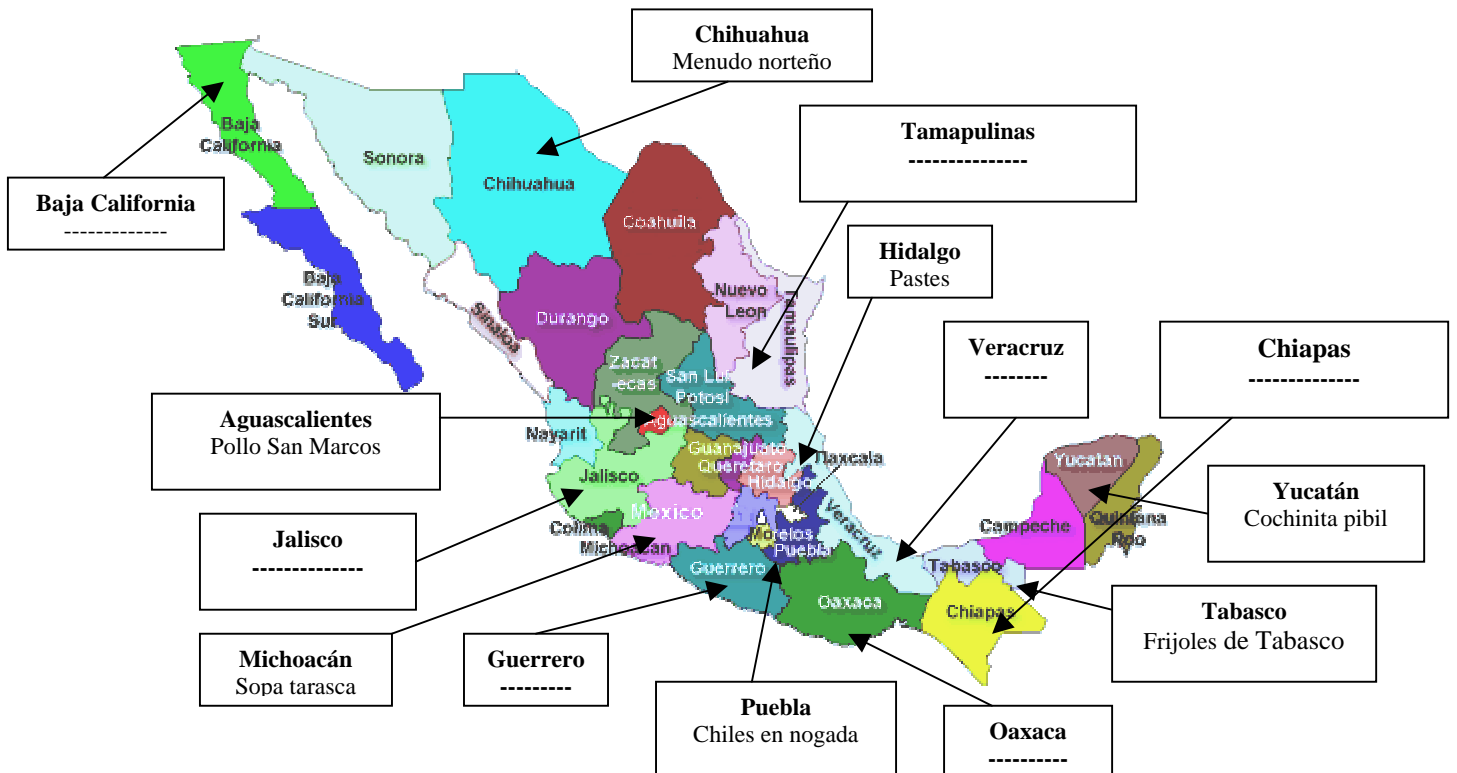 Chihuahua
Menudo norteño
Tamapulinas
---------------
Baja California
-------------
Hidalgo
Pastes
Veracruz
--------
Chiapas
--------------
Aguascalientes
Pollo San Marcos
Yucatán
Cochinita pibil
Jalisco
--------------
Tabasco
Frijoles de Tabasco
Michoacán
Sopa tarasca
Guerrero
---------
Puebla
Chiles en nogada
Oaxaca
----------
Baja
California
Sonora
Chihuahua
Coahuila
Baja
California
Sur
Sinaloa
Durango
Nuevo
Leon
Tamaulipas
Zacat
-ecas
San Lui
Potosí
Nayarit
Aguascalientes
Guanajuato
Queretaro
Hidalgo
Tlaxcala
Jalisco
Colima
Mexico
Michoacan
Morelos
Puebla
Veracruz
Guerrero
Oaxaca
Tabasco
Chiapas
Campeche
Yucatan
Quintana
Roo